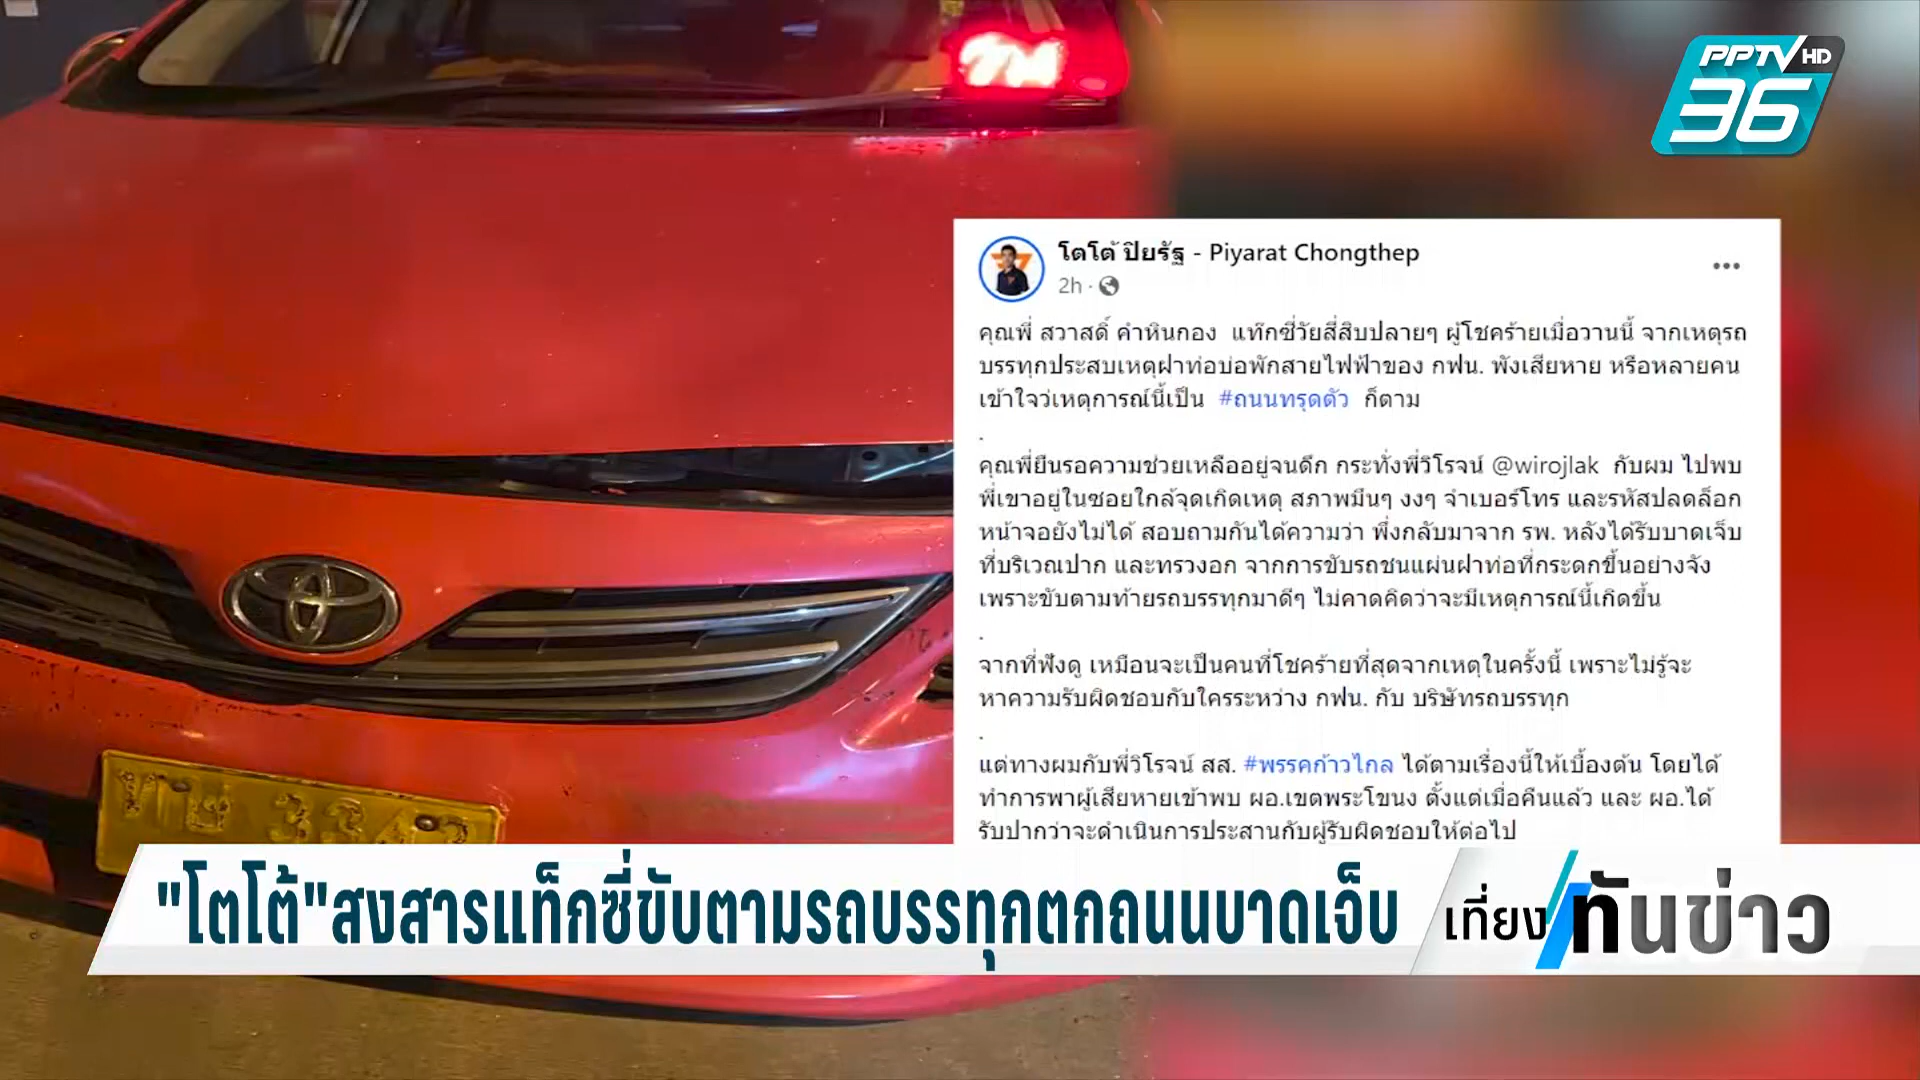 ว่าง
PPTV HD
36
โตโต้ ปิยรัฐ - Piyarat Chongthep
2h
คุณพี่ สวาสดิ์ คำหินกอง แท๊กซี่วัยสี่สิบปลายๆ ผู้โชคร้ายเมื่อวานนี้ จากเหตุรถ
บรรทุกประสบเหตุฝาท่อบ่อพักสายไฟฟ้าของ กฟน. พังเสียหาย หรือหลายคน
เข้าใจว่เหตุการณ์นี้เป็น #ถนนทรุดตัว ก็ตาม
.
คุณพี่ยืนรอความช่วยเหลืออยู่จนดึก กระทั่งพี่วิโรจน์ @wirojlak กับผม ไปพบ
พี่เขาอยู่ในซอยใกล้จุดเกิดเหตุ สภาพมึนๆ งงๆ จำเบอร์โทร และรหัสปลดล็อก
หน้าจอยังไม่ได้ สอบถามกันได้ความว่า พึ่งกลับมาจาก รพ. หลังได้รับบาดเจ็บ
ที่บริเวณปาก และทรวงอก จากการขับรถชนแผ่นฝาท่อที่กระดกขึ้นอย่างจัง
เพราะขับตามท้ายรถบรรทุกมาดีๆ ไม่คาดคิดว่าจะมีเหตุการณ์นี้เกิดขึ้น
.
จากที่ฟังดู เหมือนจะเป็นคนที่โชคร้ายที่สุดจากเหตุในครั้งนี้ เพราะไม่รู้จะ
หาความรับผิดชอบกับใครระหว่าง กฟน. กับ บริษัทรถบรรทุก
.
แต่ทางผมกับพี่วิโรจน์ สส. #พรรคก้าวไกล ได้ตามเรื่องนี้ให้เบื้องต้น โดยได้
ทำการพาผู้เสียหายเข้าพบ ผอ.เขตพระโขนง ตั้งแต่เมื่อคืนแล้ว และ ผอ.ได้
รับปากว่าจะดำเนินการประสานกับผู้รับผิดชอบให้ต่อไป
"โตโต้"สงสารแท็กซี่ขับตามรถบรรทุกตกถนนบาดเจ็บ
เที่ยงทันข่าว